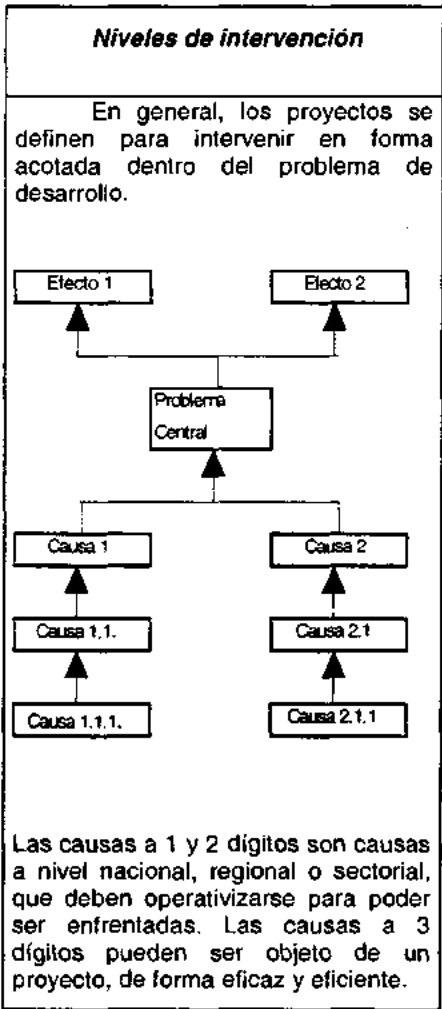 Niveles de intervención
En general, los proyectos se
definen para intervenir en forma
acotada dentro del problema de
desarrollo.
Efecto 1
Efecto 2
Problema
Central
Causa 1
Causa 2
Causa 1.1.
Causa 2.1
Causa 1.1.1.
Causa 2.1.1
Las causas a 1 y 2 dígitos son causas
a nivel nacional, regional o sectorial,
que deben operativizarse para poder
ser enfrentadas. Las causas a 3
dígitos pueden ser objeto de un
proyecto, de forma eficaz y eficiente.